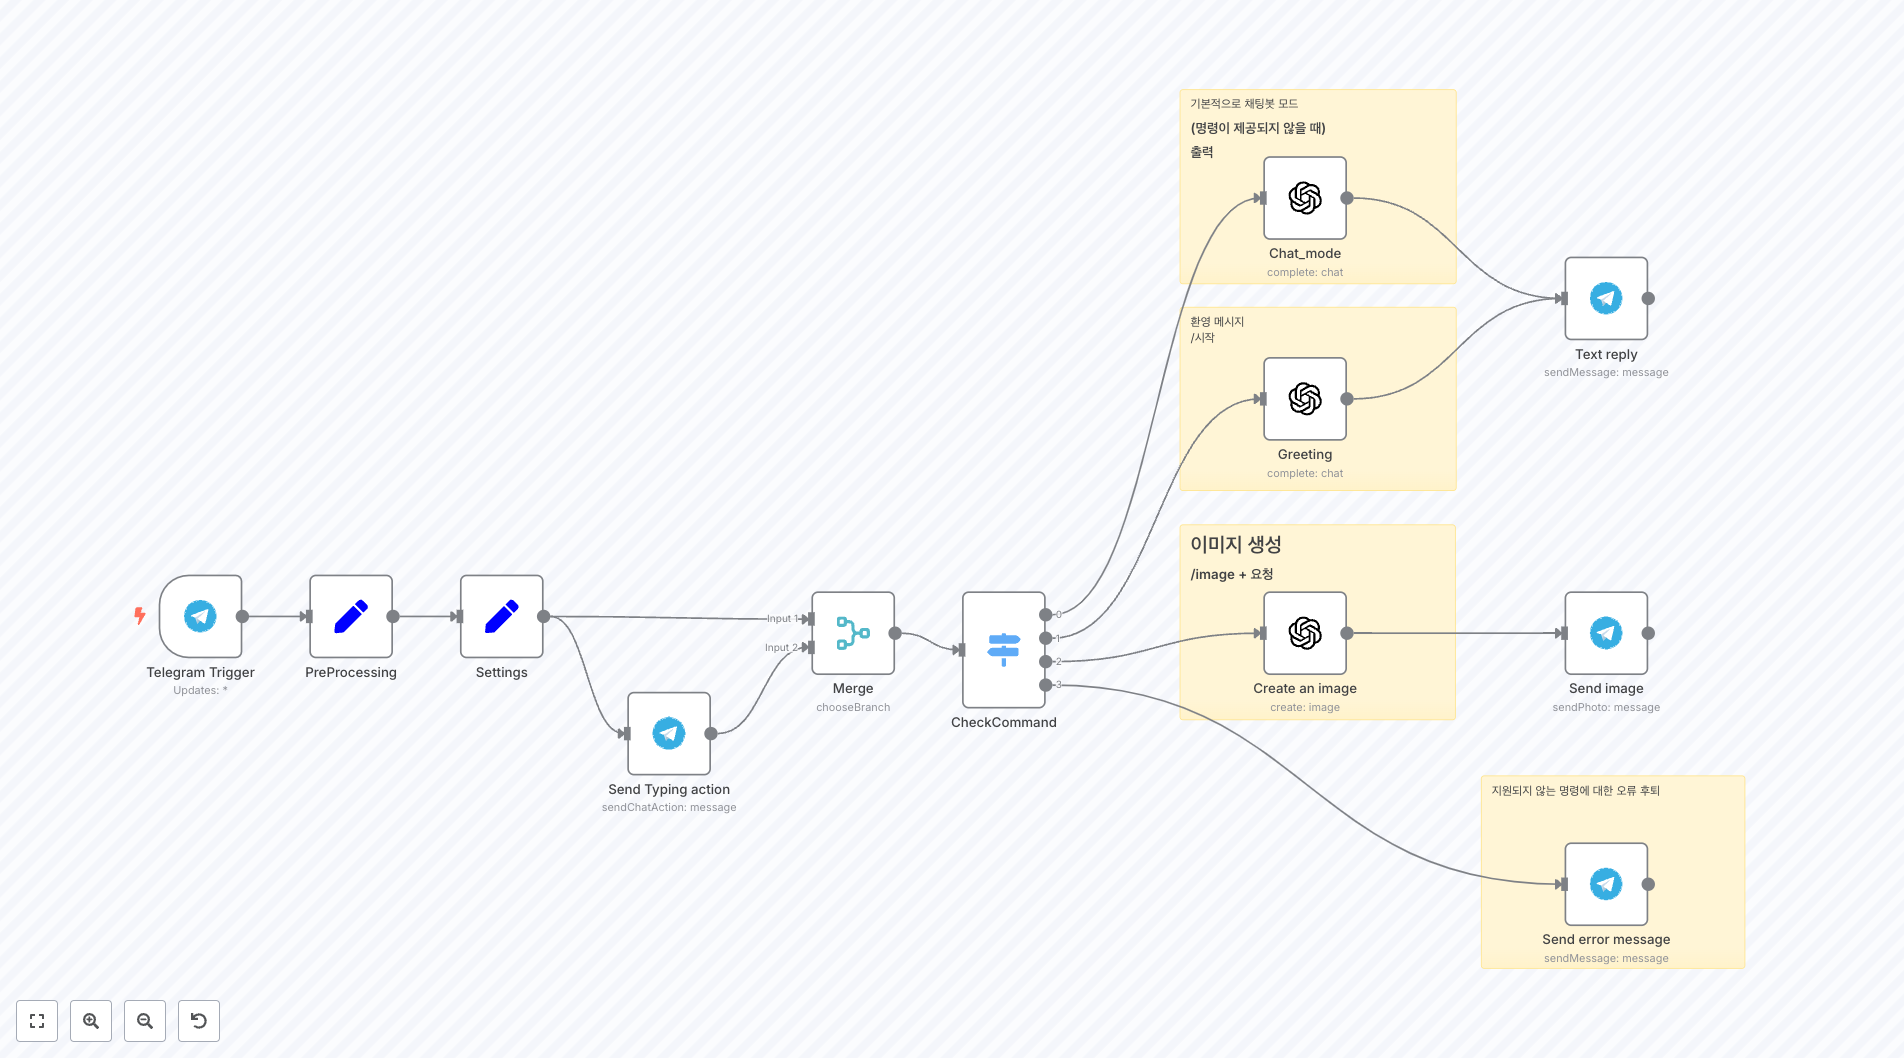 기본적으로 채팅봇 모드
(명령이 제공되지 않을 때)
출력
Chat_mode
complete: chat
환영 메시지
/시작
Greeting
complete: chat
Text reply
sendMessage: message
이미지 생성
/image + 요청
Create an image
create: image
Send image
sendPhoto: message
Telegram Trigger
Updates: *
PreProcessing
Settings
Input 1
Input 2
Merge
chooseBranch
0
1
2
3
CheckCommand
Send Typing action
sendChatAction: message
지원되지 않는 명령에 대한 오류 후퇴
Send error message
sendMessage: message